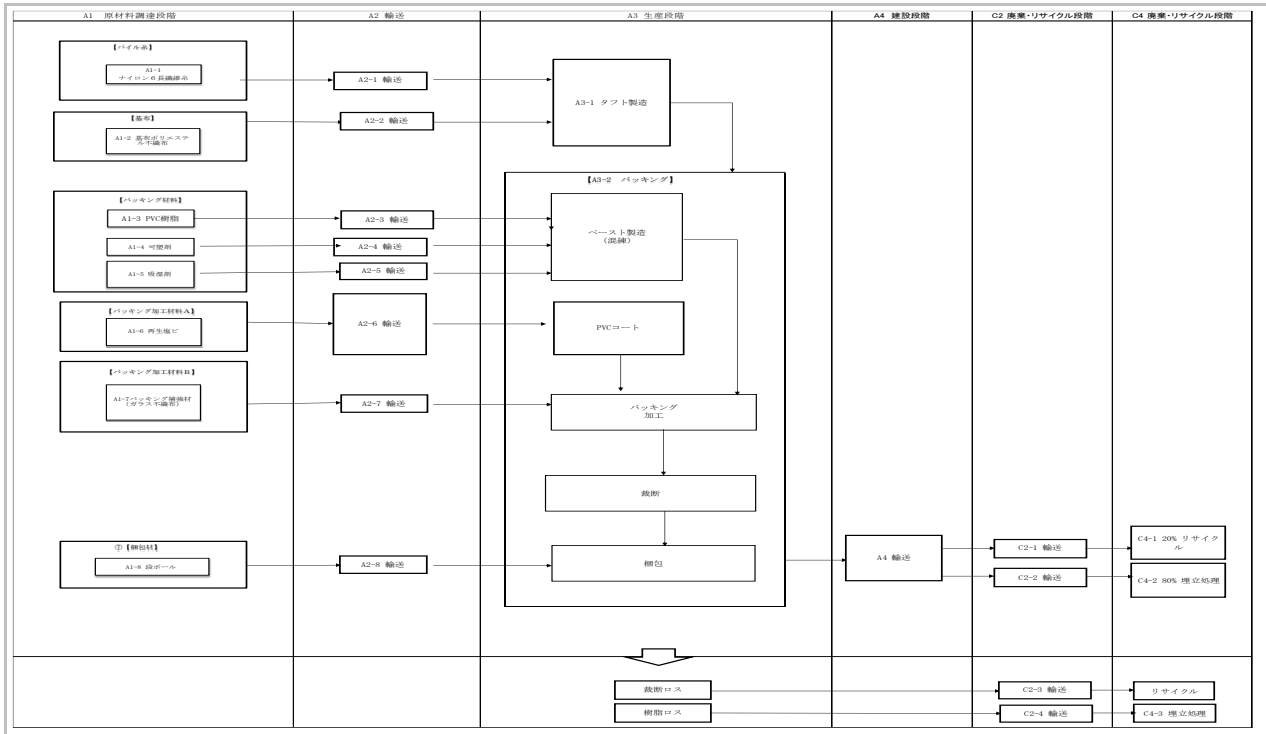 A1 原材料調達段階
A2 輸送
A3 生産段階
A4 建設段階
C2 廃棄・リサイクル段階
C4 廃棄・リサイクル段階
【パイル糸】
A1-1
ナイロン6長繊維糸
A2-1 輸送
A3-1 タフト製造
【基布】
A1-2 基布ポリエステ
ル不織布
A2-2 輸送
【A3-2 バッキング】
【バッキング材料】
A1-3 PVC樹脂
A2-3 輸送
A1-4 可塑剤
A2-4 輸送
A1-5 吸湿剤
A2-5 輸送
ペースト製造
(混練)
【バッキング加工材料A】
A1-6 再生塩ビ
A2-6 輸送
PVCコート
【バッキング加工材料B】
A1-7バッキング補強材
(ガラス不織布)
A2-7 輸送
バッキング
加工
裁断
⑦【梱包材】
A1-8 段ボール
A2-8 輸送
梱包
A4 輸送
C2-1 輸送
C4-1 20% リサイク
ル
C2-2 輸送
C4-2 80% 埋立処理
裁断ロス
C2-3 輸送
リサイクル
樹脂ロス
C2-4 輸送
C4-3 埋立処理